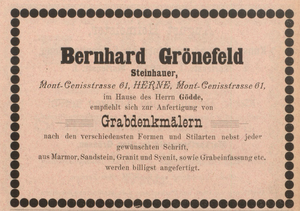 Bernhard Grönefeld
Steinhauer,
Mont-Cenisstrasse 61, HERNE, Mont-Cenisstrasse 61,
im Hause des Herrn Gödde,
empfiehlt sich zur Anfertigung von
Grabdenkmälern
nach den verschiedensten Formen und Stilarten nebst jeder
gewünschten Schrift,
aus Marmor, Sandstein, Granit und Syenit, sowie Grabeinfassung etc.
werden billigst angefertigt.